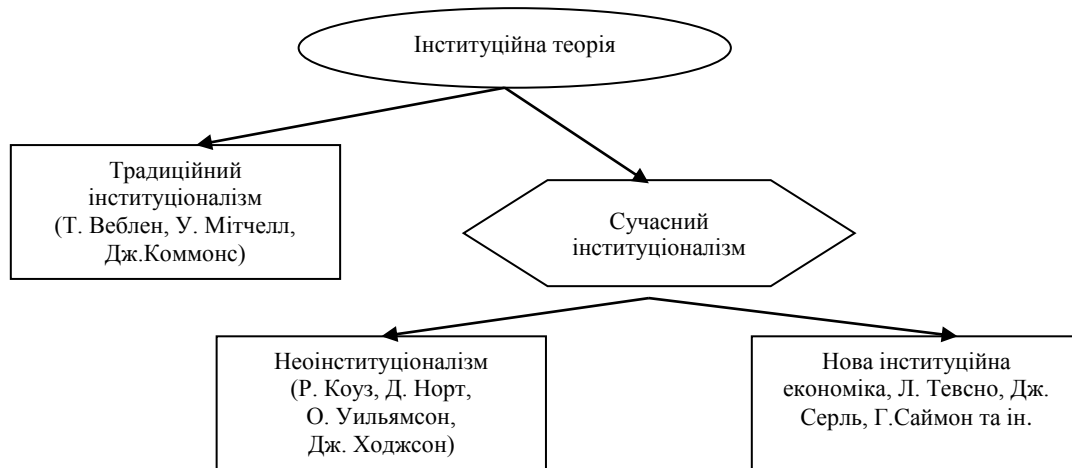 Інституційна теорія
Традиційний
інституціоналізм
(Т. Веблен, У. Мітчелл,
Дж.Коммонс)
Сучасний
інституціоналізм
Неоінституціоналізм
(Р. Коуз, Д. Норт,
О. Уильямсон,
Дж. Ходжсон)
Нова інституційна
економіка, Л. Тевсно, Дж.
Серль, Г.Саймон та ін.